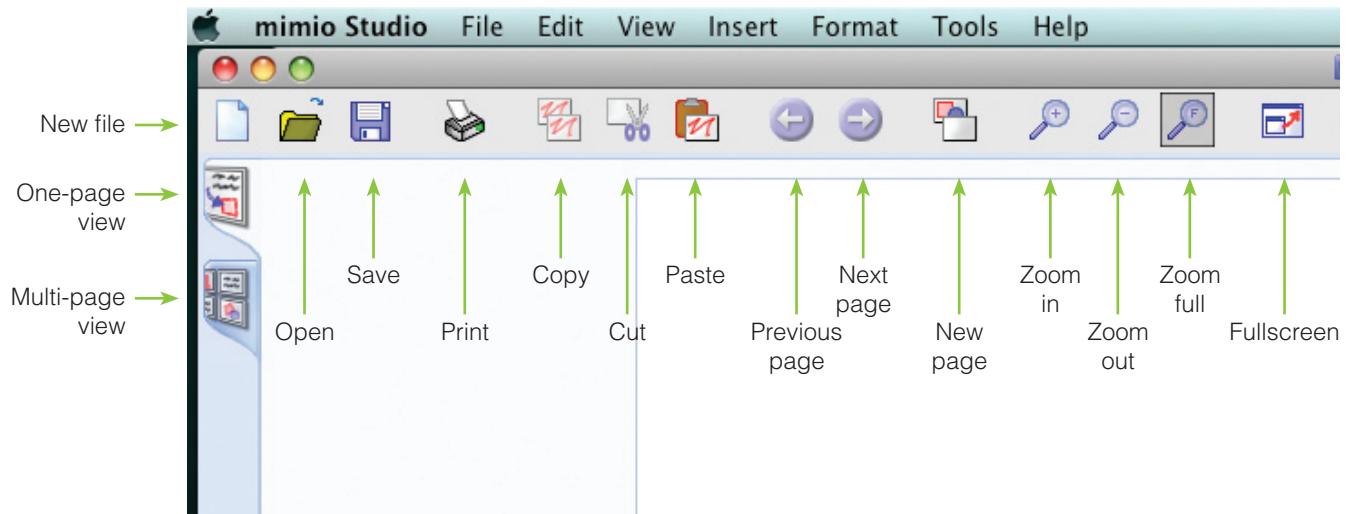 mimio Studio File Edit View Insert Format Tools Help
New file
F
One-page
view
Multi-page
view
Save
Copy
Paste
Next
page
Zoom
in
Zoom
full
Open
Print
Cut
Previous
page
New
page
Zoom
out
Fullscreen